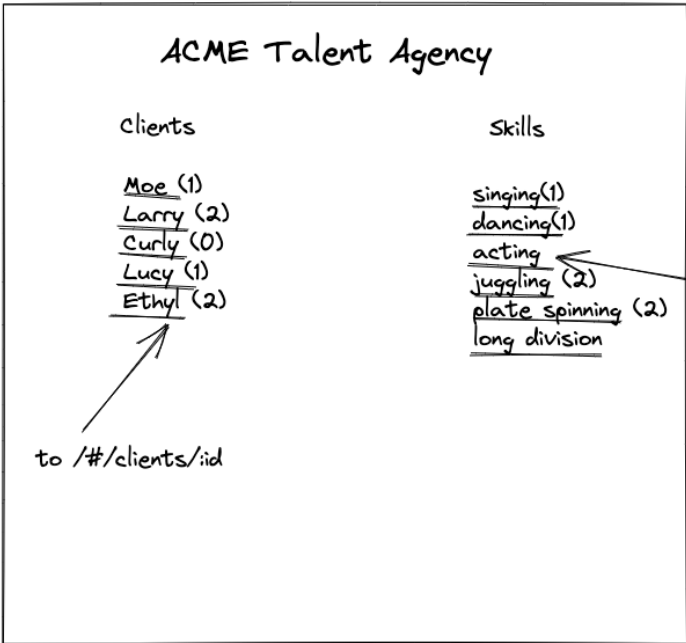 ACME Talent Agency
Clients
Moe (1)
Larry (2)
Curly (0)
Lucy (1)
Ethyl (2)
to /#/clients/:id
Skills
singing(1)
dancing(1)
acting
juggling (2)
plate spinning (2)
long division